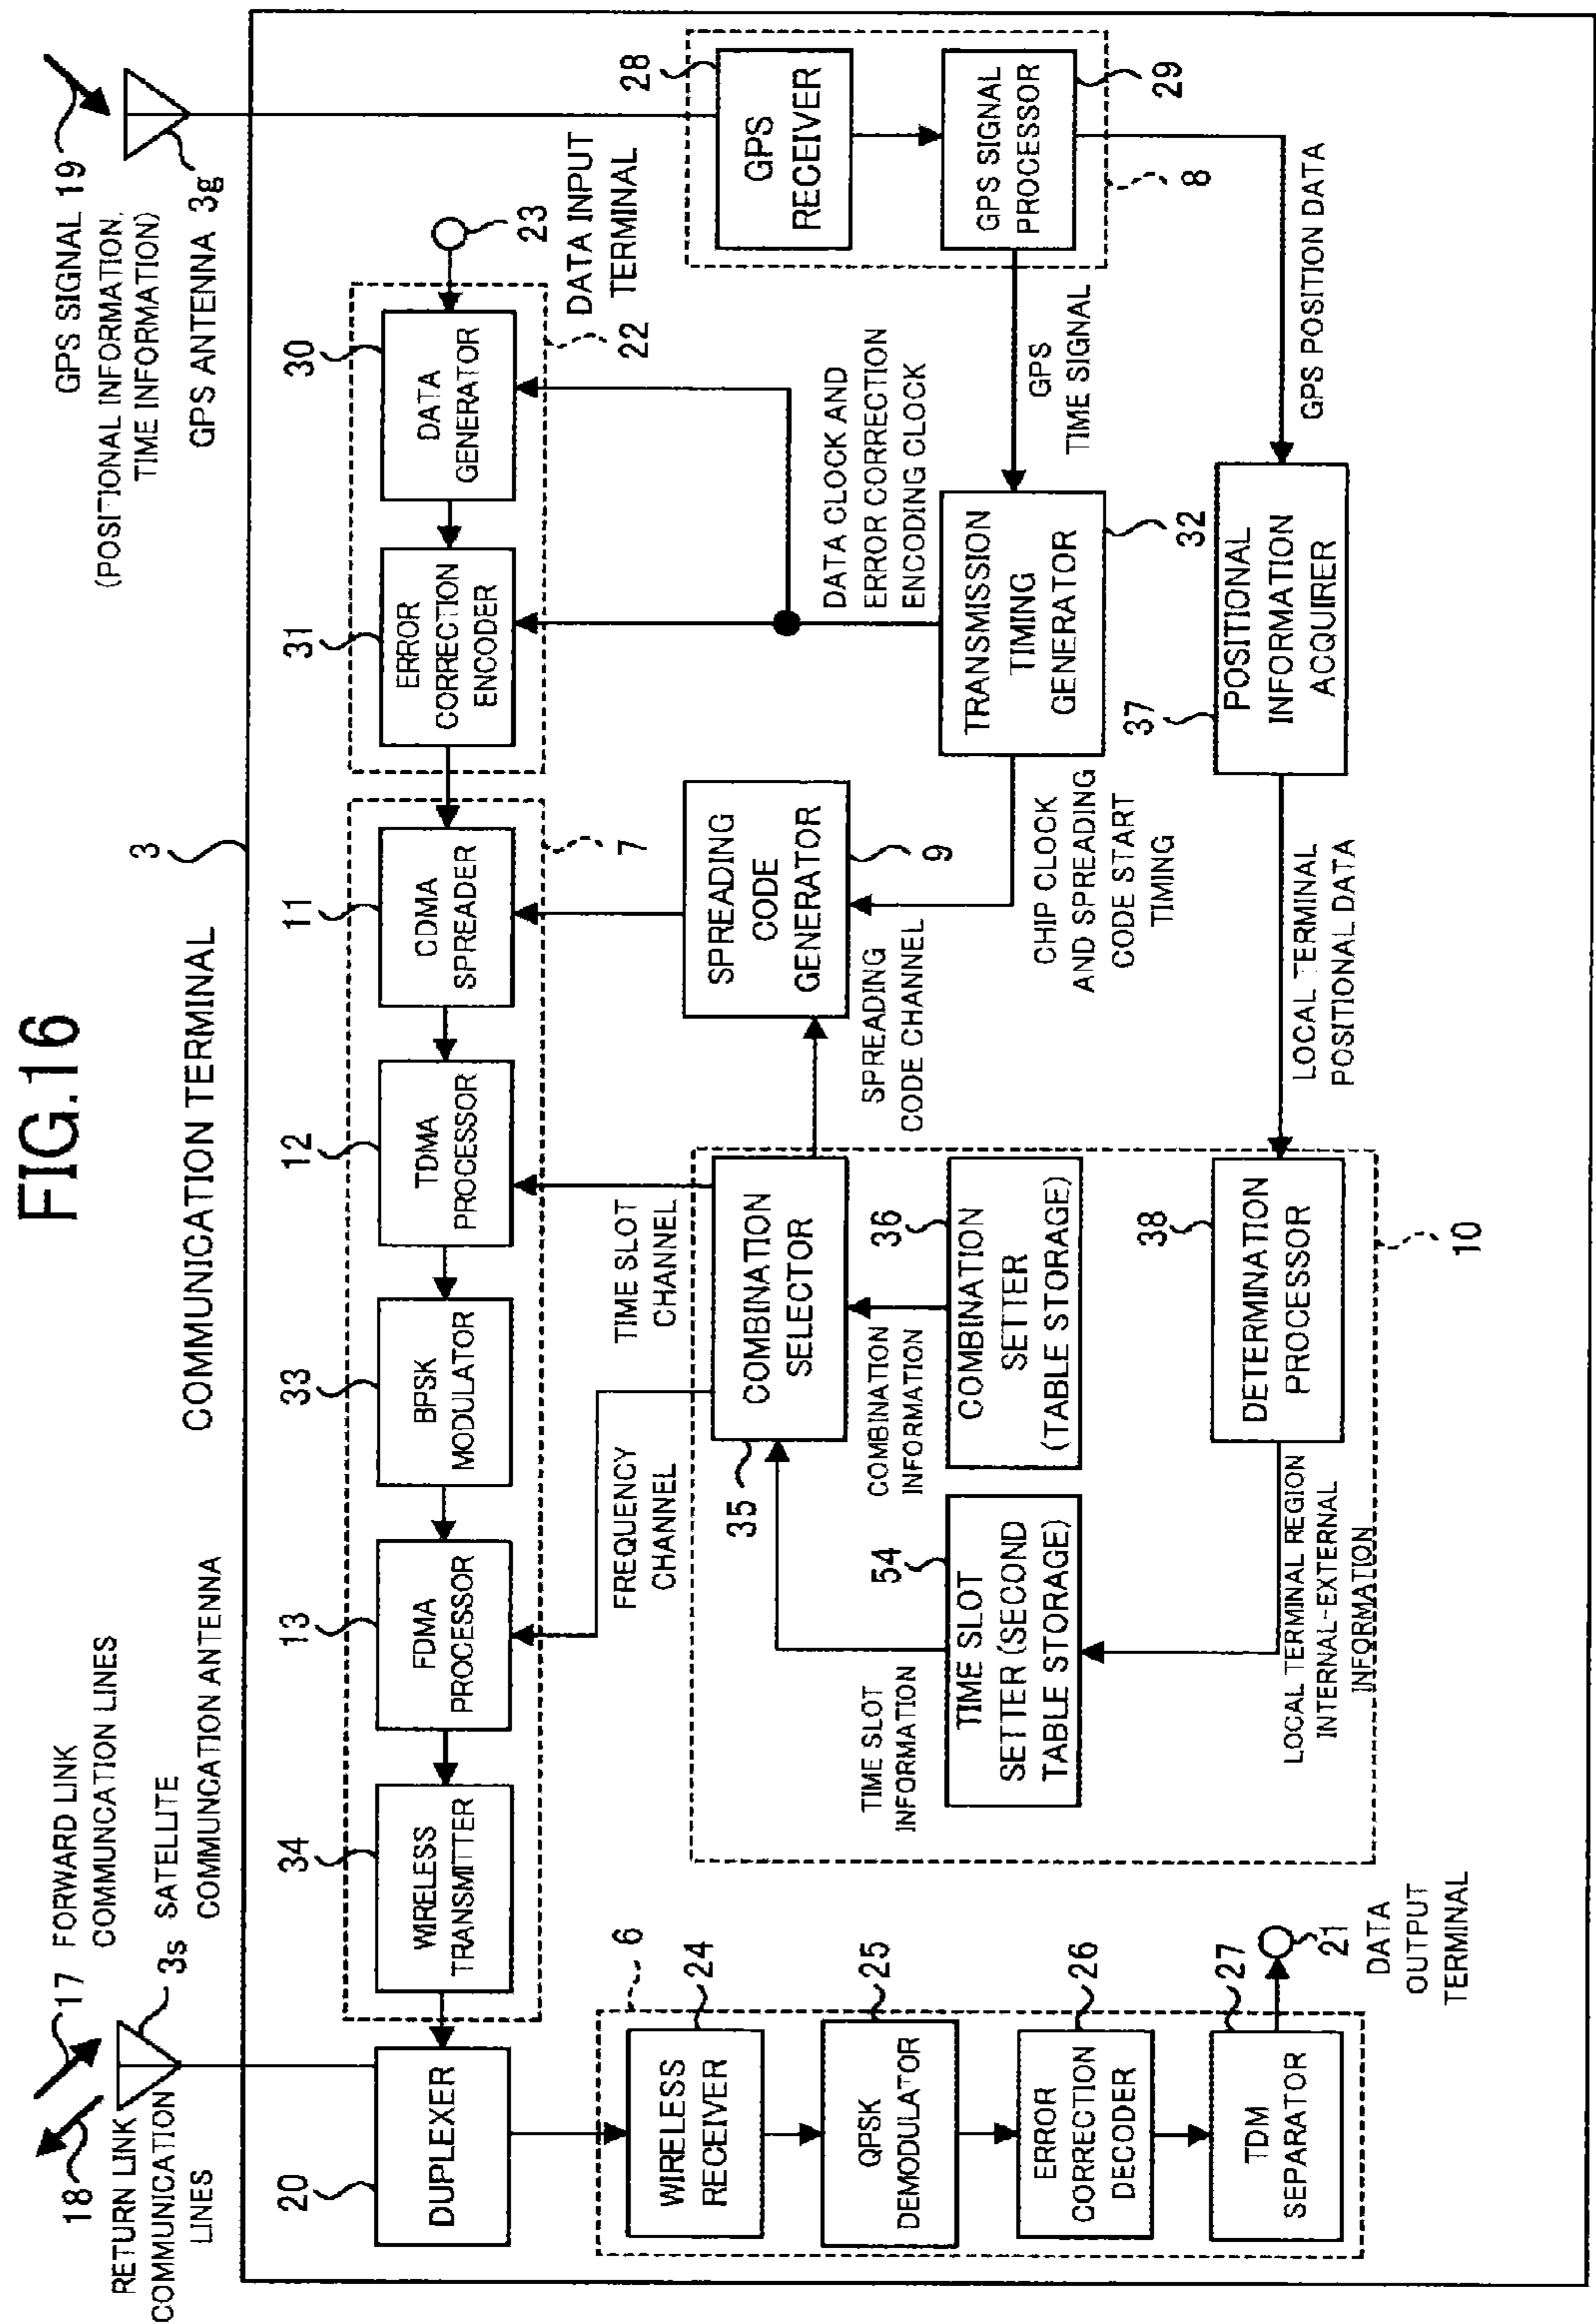 FIG.16
COMMUNICATION TERMINAL
3
18
RETURN LINK
COMMUNICATION
LINES
17 FORWARD LINK
COMMUNCATION LINES
3s SATELLITE
COMMUNCATION ANTENNA
GPS SIGNAL 19
(POSITIONAL INFORMATION,
TIME INFORMATION)
GPS ANTENNA 3g
20
DUPLEXER
34
WIRELESS
TRANSMITTER
13
FDMA
PROCESSOR
33
BPSK
MODULATOR
12
TDMA
PROCESSOR
11
CDMA
SPREADER
7
31
ERROR
CORRECTION
ENCODER
30
DATA
GENERATOR
22
23
DATA INPUT
TERMINAL
6
WIRELESS
RECEIVER
24
QPSK
DEMODULATOR
25
ERROR
CORRECTION
DECODER
26
TDM
SEPARATOR
27
21
DATA
OUTPUT
TERMINAL
FREQUENCY
CHANNEL
TIME SLOT
CHANNEL
35
COMBINATION
SELECTOR
SPREADING
CODE CHANNEL
SPREADING
CODE
GENERATOR
9
TIME SLOT
INFORMATION
COMBINATION
INFORMATION
54
TIME SLOT
SETTER (SECOND
TABLE STORAGE)
36
COMBINATION
SETTER
(TABLE STORAGE)
38
DETERMINATION
PROCESSOR
LOCAL TERMINAL REGION
INTERNAL-EXTERNAL
INFORMATION
10
CHIP CLOCK
AND SPREADING
CODE START
TIMING
DATA CLOCK AND
ERROR CORRECTION
ENCODING CLOCK
TRANSMISSION
TIMING
GENERATOR
32
GPS
TIME SIGNAL
GPS
RECEIVER
28
GPS SIGNAL
PROCESSOR
29
8
LOCAL TERMINAL
POSITIONAL DATA
37
POSITIONAL
INFORMATION
ACQUIRER
GPS POSITION DATA